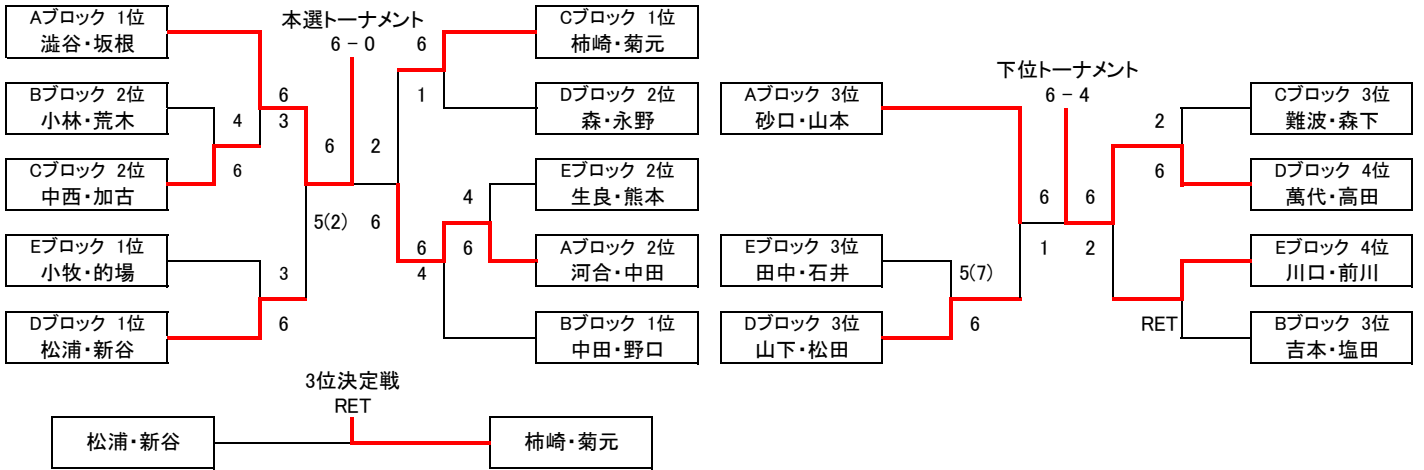 Aブロック 1位
澁谷・坂根
Bブロック 2位
小林・荒木
Cブロック 2位
中西・加古
Eブロック 1位
小牧・的場
Dブロック 1位
松浦・新谷
4
6
6
3
3
6
6
5(2)
本選トーナメント
6 − 0
2
6
6
1
4
6
6
4
Cブロック 1位
柿崎・菊元
Dブロック 2位
森・永野
Eブロック 2位
生良・熊本
Aブロック 2位
河合・中田
Bブロック 1位
中田・野口
3位決定戦
RET
松浦・新谷
柿崎・菊元
下位トーナメント
6 − 4
Aブロック 3位
砂口・山本
Eブロック 3位
田中・石井
Dブロック 3位
山下・松田
5(7)
6
6
1
6
2
2
6
RET
Cブロック 3位
難波・森下
Dブロック 4位
萬代・高田
Eブロック 4位
川口・前川
Bブロック 3位
吉本・塩田